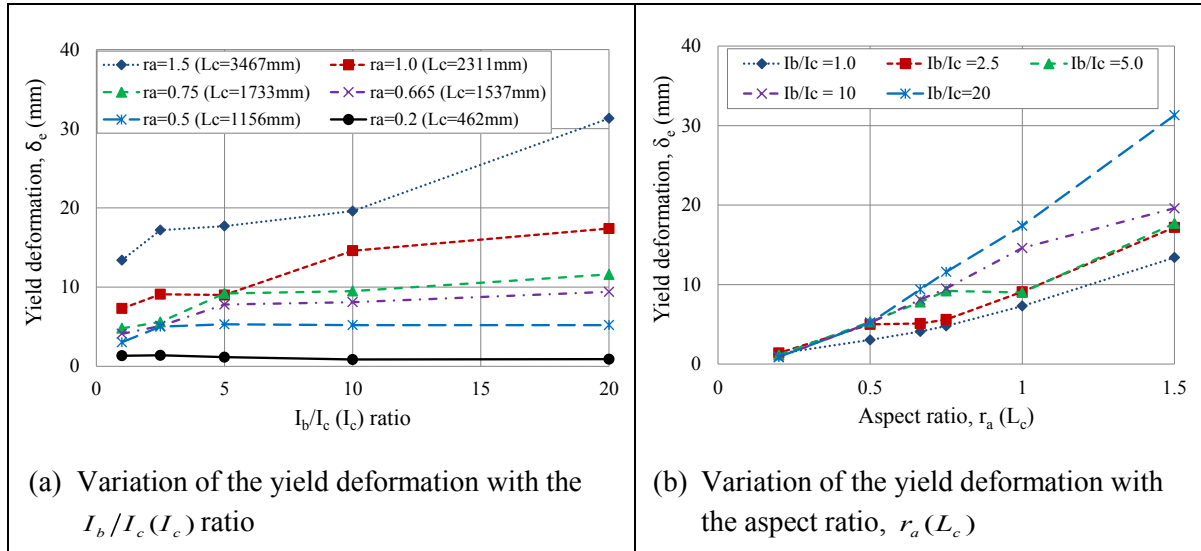 40
30
20
10
0
Yield deformation, δe (mm)
ra=1.5 (Lc=3467mm)
ra=1.0 (Lc=2311mm)
ra=0.75 (Lc=1733mm)
ra=0.665 (Lc=1537mm)
ra=0.5 (Lc=1156mm)
ra=0.2 (Lc=462mm)
0 5 10 15 20
Ib/Ic (Ic) ratio
(a) Variation of the yield deformation with the
Ib/Ic(Ic) ratio
40
30
20
10
0
Yield deformation, δe (mm)
Ib/Ic =1.0
Ib/Ic =2.5
Ib/Ic =5.0
Ib/Ic = 10
Ib/Ic=20
0 0.5 1 1.5
Aspect ratio, ra (Lc)
(b) Variation of the yield deformation with
the aspect ratio, ra(Lc)